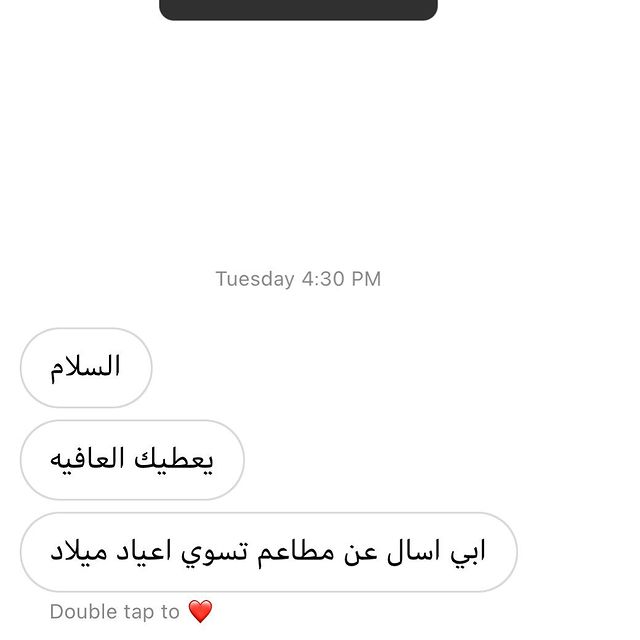 Tuesday 4:30 PM
السلام
يعطيك العافيه
ابي اسال عن مطاعم تسوي اعياد ميلاد
Double tap to ❤️